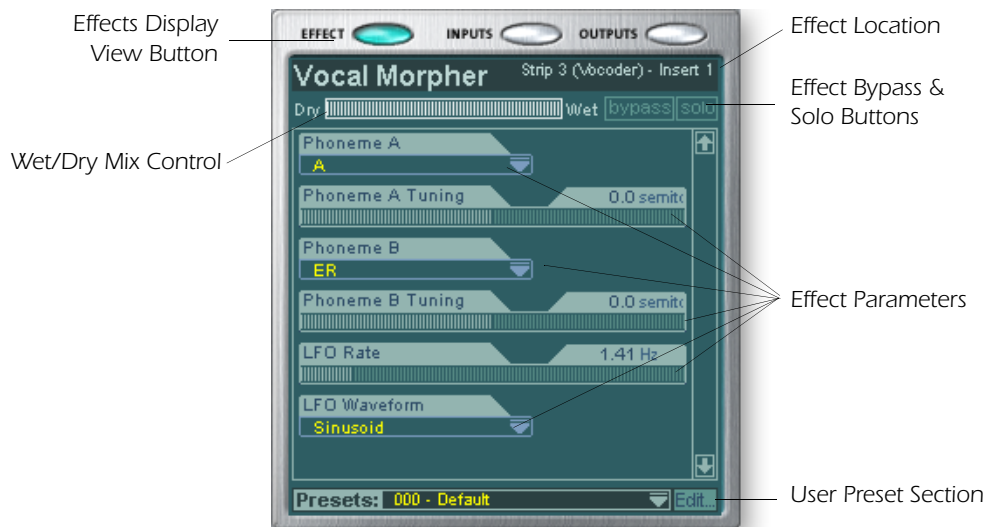 Effects Display
View Button
EFFECT
INPUTS
OUTPUTS
Effect Location
Vocal Morpher
Strip 3 (Vocoder) - Insert 1
Dry
Wet
bypass
solo
Effect Bypass &
Solo Buttons
Wet/Dry Mix Control
Phoneme A
A
Phoneme A Tuning
0.0 semito
Phoneme B
ER
Phoneme B Tuning
0.0 semito
Effect Parameters
LFO Rate
1.41 Hz
LFO Waveform
Sinusoid
Presets:
000 - Default
Edit...
User Preset Section